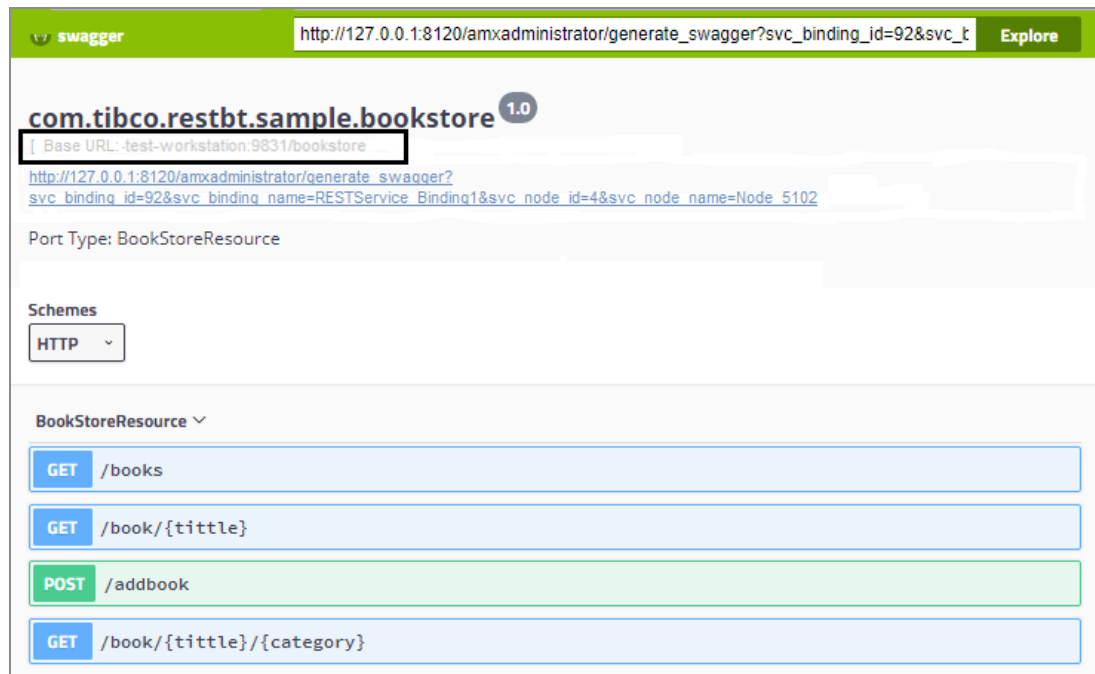 swagger
http://127.0.0.1:8120/amxadministrator/generate_swagger?svc_binding_id=92&svc_b
Explore
com.tibco.restbt.sample.bookstore 1.0
[ Base URL: -test-workstation:9831/bookstore
http://127.0.0.1:8120/amxadministrator/generate_swagger?
svc_binding_id=92&svc_binding_name=RESTService_Binding1&svc_node_id=4&svc_node_name=Node_5102
Port Type: BookStoreResource
Schemes
HTTP
BookStoreResource
GET /books
GET /book/{tittle}
POST /addbook
GET /book/{tittle}/{category}